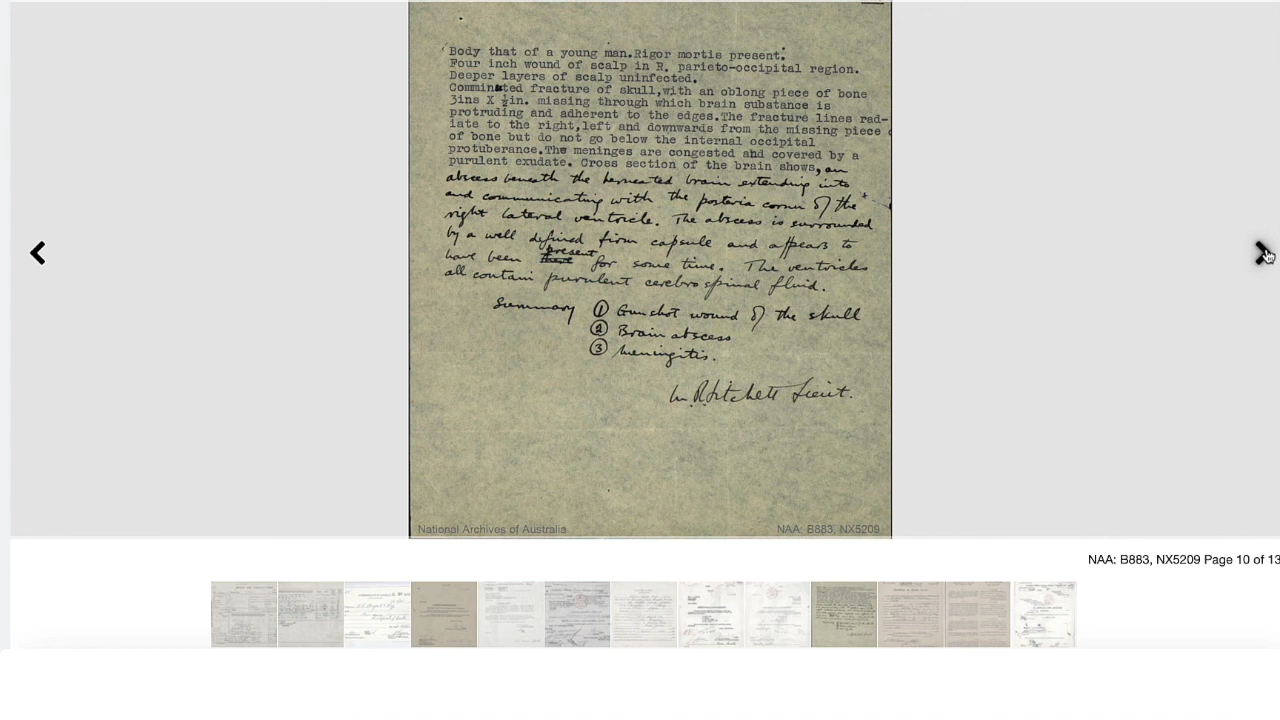 Body that of a young man.Rigor mortis present.
Four inch wound of scalp in R. parieto-occipital region.
Deeper layers of scalp uninfected.
Comminuted fracture of skull,with an oblong piece of bone
3ins X ½in. missing through which brain substance is
protruding and adherent to the edges.The fracture lines rad-
iate to the right,left and downwards from the missing piece
of bone but do not go below the internal occipital
protuberance.The meninges are congested and covered by a
purulent exudate. Cross section of the brain shows, an
abscess beneath the herneated brain extending into
and communicating with the posteria cornu of the
right lateral ventricle. The abscess is surrounded
by a well defined firm capsule and appears to
have been present for some time. The ventricles
all contain purulent cerebrospinal fluid.
Summary ① Gunshot wound of the skull
② Brain abscess
③ Meningitis.
Lieut.
National Archives of Australia NAA: B883, NX5209
NAA: B883, NX5209 Page 10 of 13